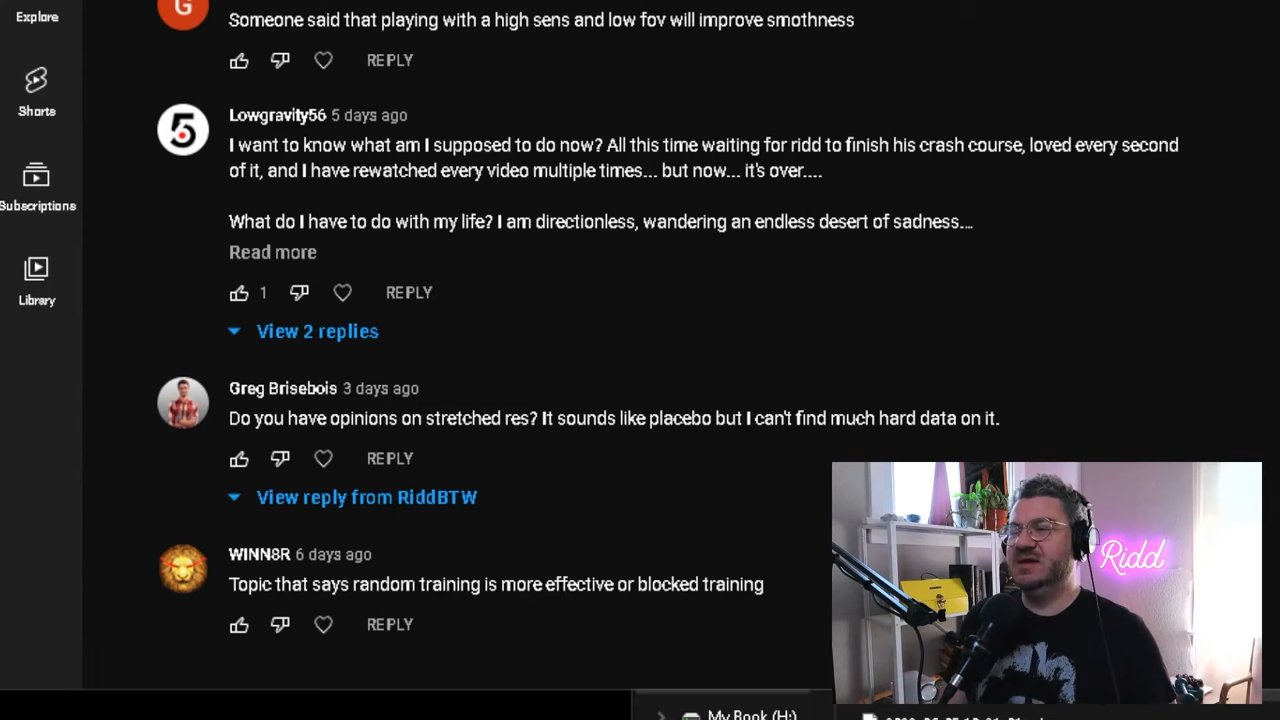 Explore
G
Someone said that playing with a high sens and low fov will improve smothness
REPLY
Shorts
Lowgravity56 5 days ago
I want to know what am I supposed to do now? All this time waiting for ridd to finish his crash course, loved every second
of it, and I have rewatched every video multiple times... but now... it's over....
What do I have to do with my life? I am directionless, wandering an endless desert of sadness....
Read more
1 REPLY
View 2 replies
Subscriptions
Library
5
Greg Brisebois 3 days ago
Do you have opinions on stretched res? It sounds like placebo but I can't find much hard data on it.
REPLY
View reply from RiddBTW
WINN8R 6 days ago
Topic that says random training is more effective or blocked training
REPLY
Ridd
My Book (H:)